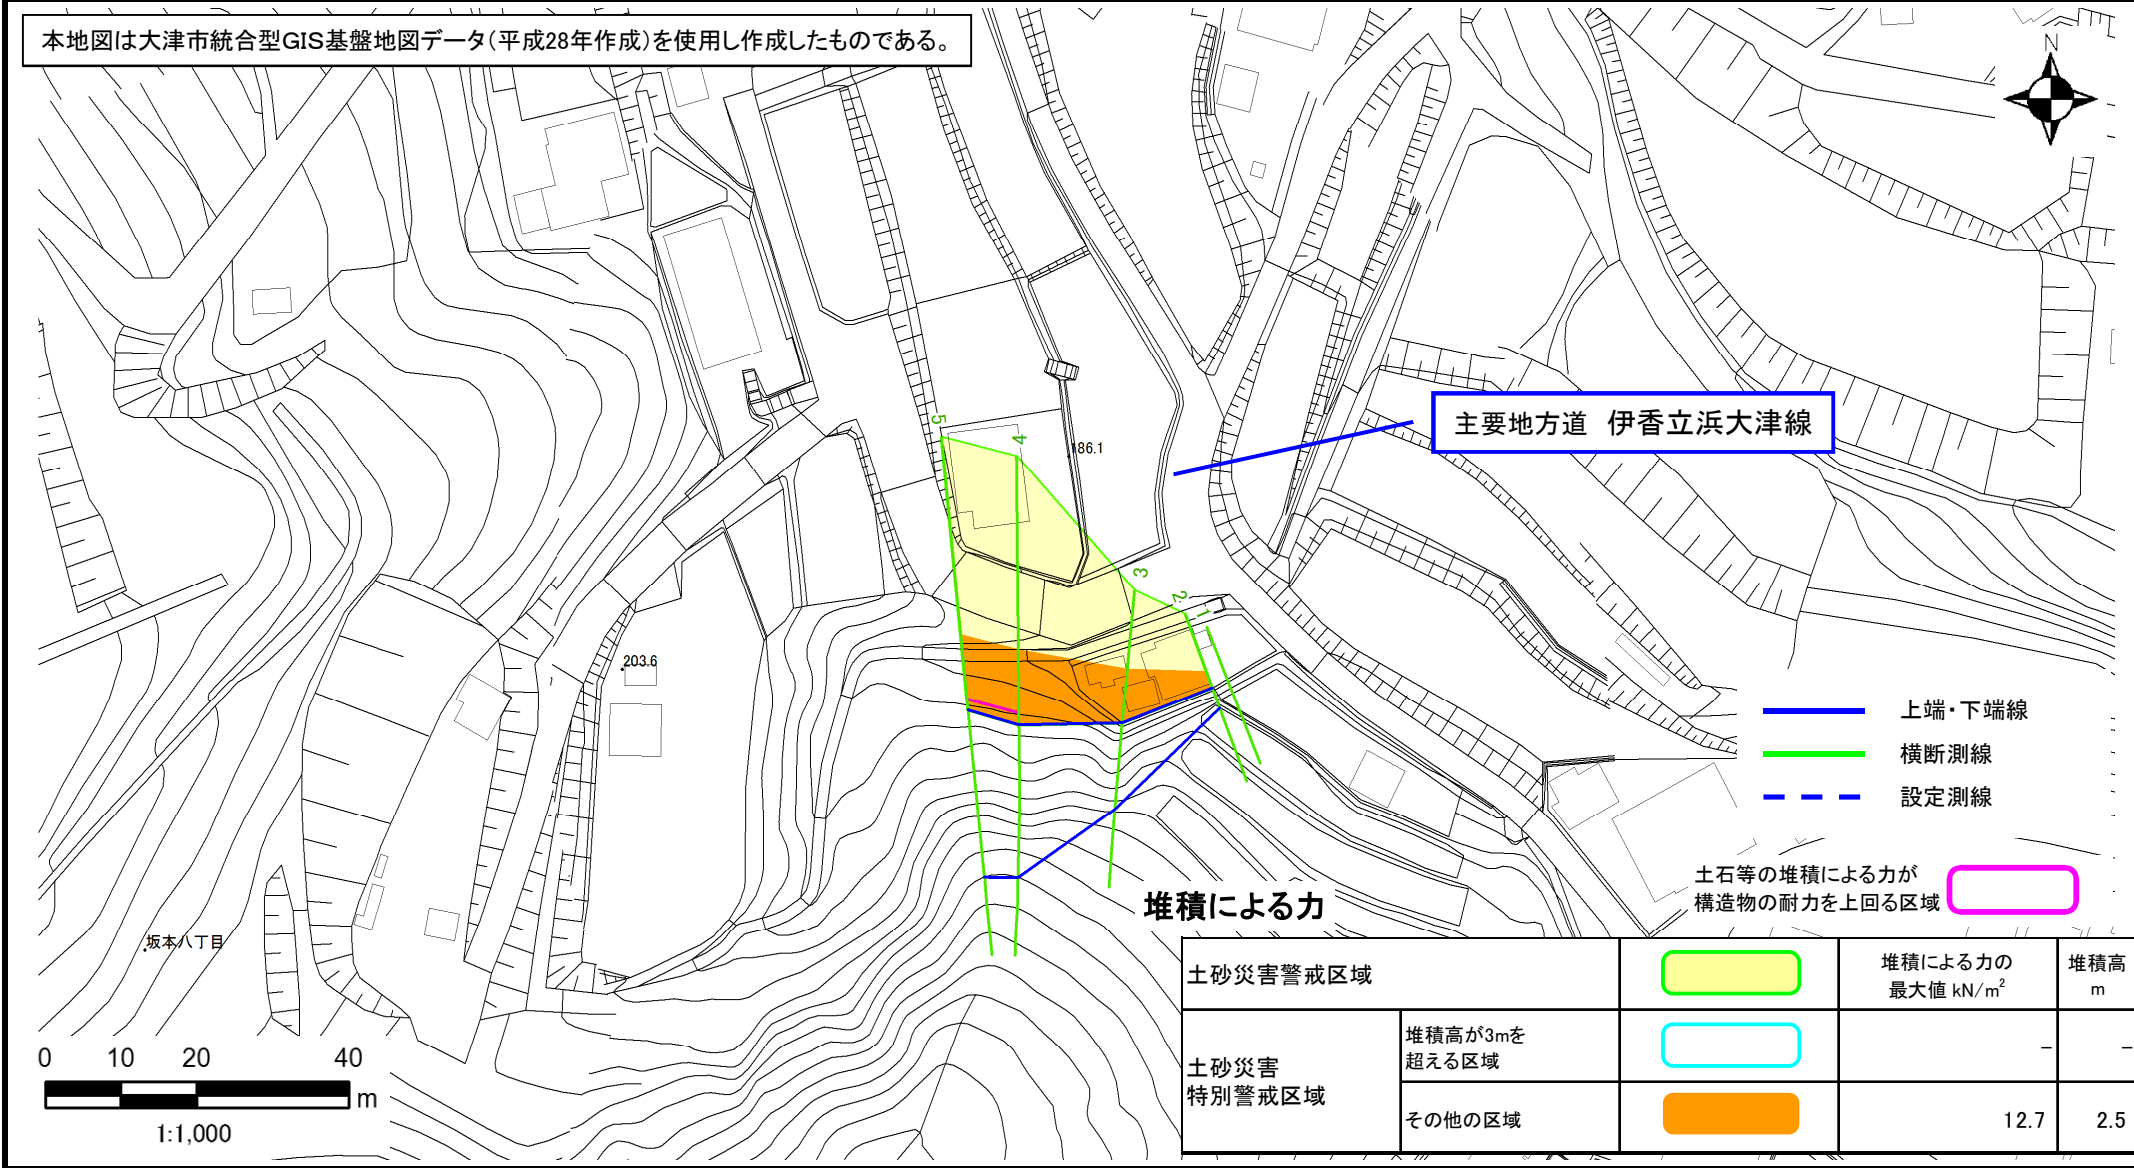 本地図は大津市統合型GIS基盤地図データ(平成28年作成)を使用し作成したものである。
N
主要地方道 伊香立浜大津線
5
4
186.1
3
2
1
203.6
坂本八丁目
上端・下端線
横断測線
設定測線
土石等の堆積による力が
構造物の耐力を上回る区域
堆積による力
土砂災害警戒区域
堆積による力の
最大値 kN/m²
堆積高
m
土砂災害
特別警戒区域
堆積高が3mを
超える区域
－
－
その他の区域
12.7
2.5
0 10 20 40
m
1:1,000